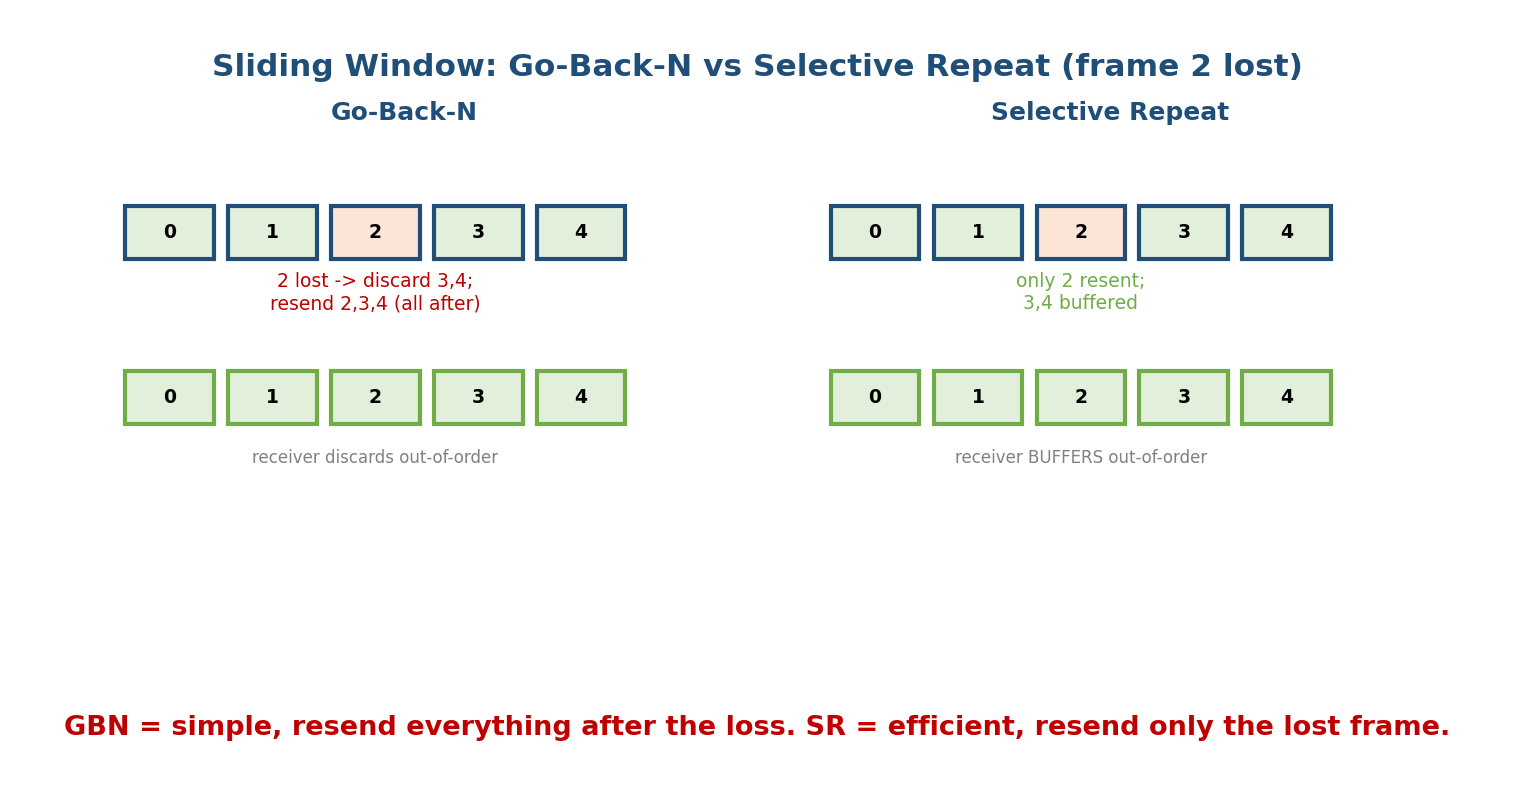 Sliding Window: Go-Back-N vs Selective Repeat (frame 2 lost)
Go-Back-N
0 1 2 3 4
2 lost -> discard 3,4;
resend 2,3,4 (all after)
0 1 2 3 4
receiver discards out-of-order
Selective Repeat
0 1 2 3 4
only 2 resent;
3,4 buffered
0 1 2 3 4
receiver BUFFERS out-of-order
GBN = simple, resend everything after the loss. SR = efficient, resend only the lost frame.